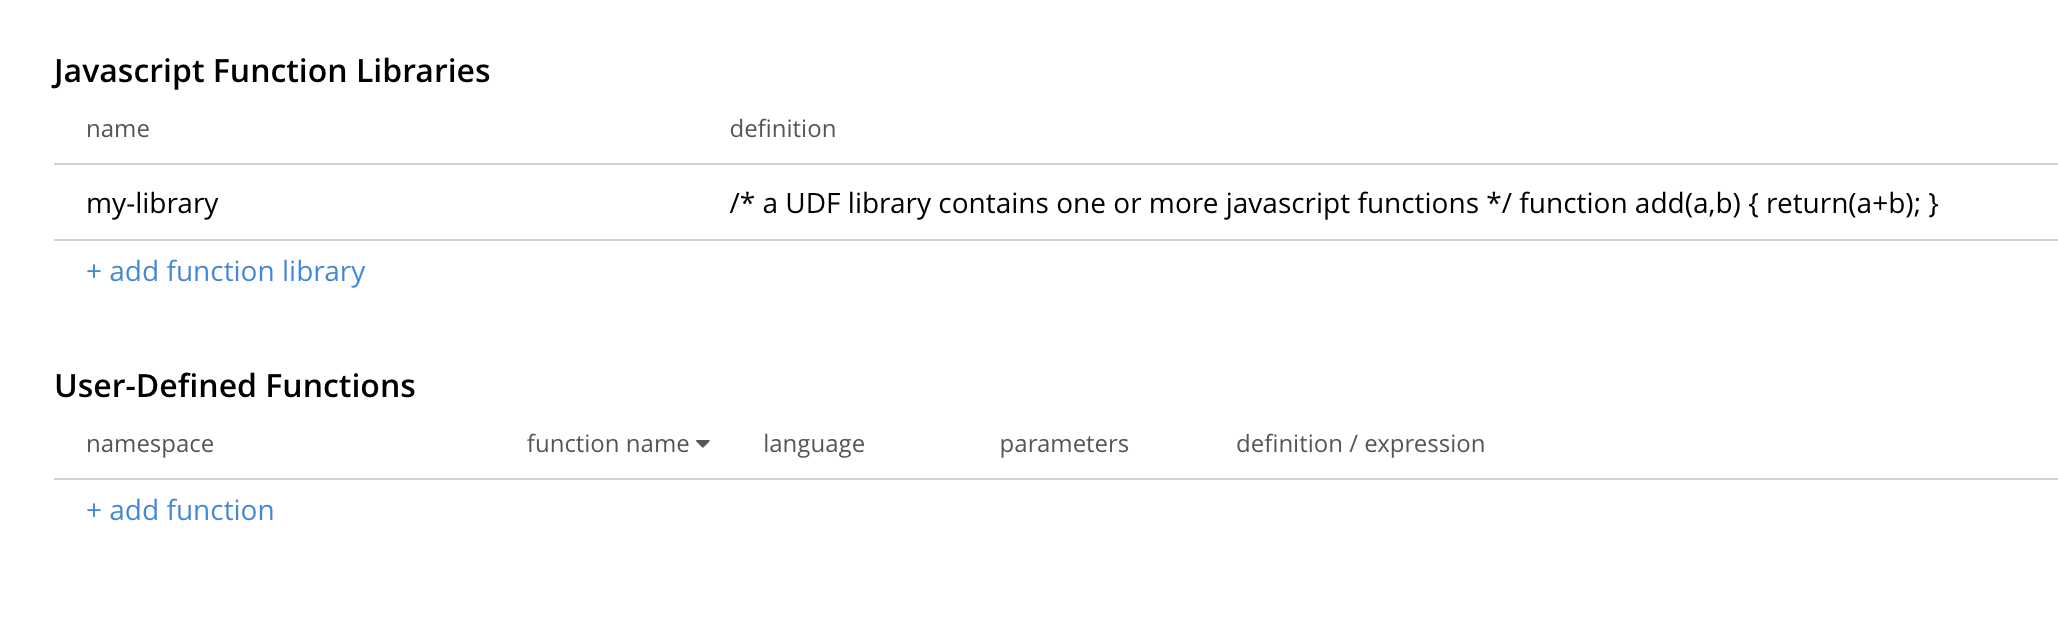 Javascript Function Libraries
name definition
my-library /* a UDF library contains one or more javascript functions */ function add(a,b) { return(a+b); }
+ add function library
User-Defined Functions
namespace function name language parameters definition / expression
+ add function